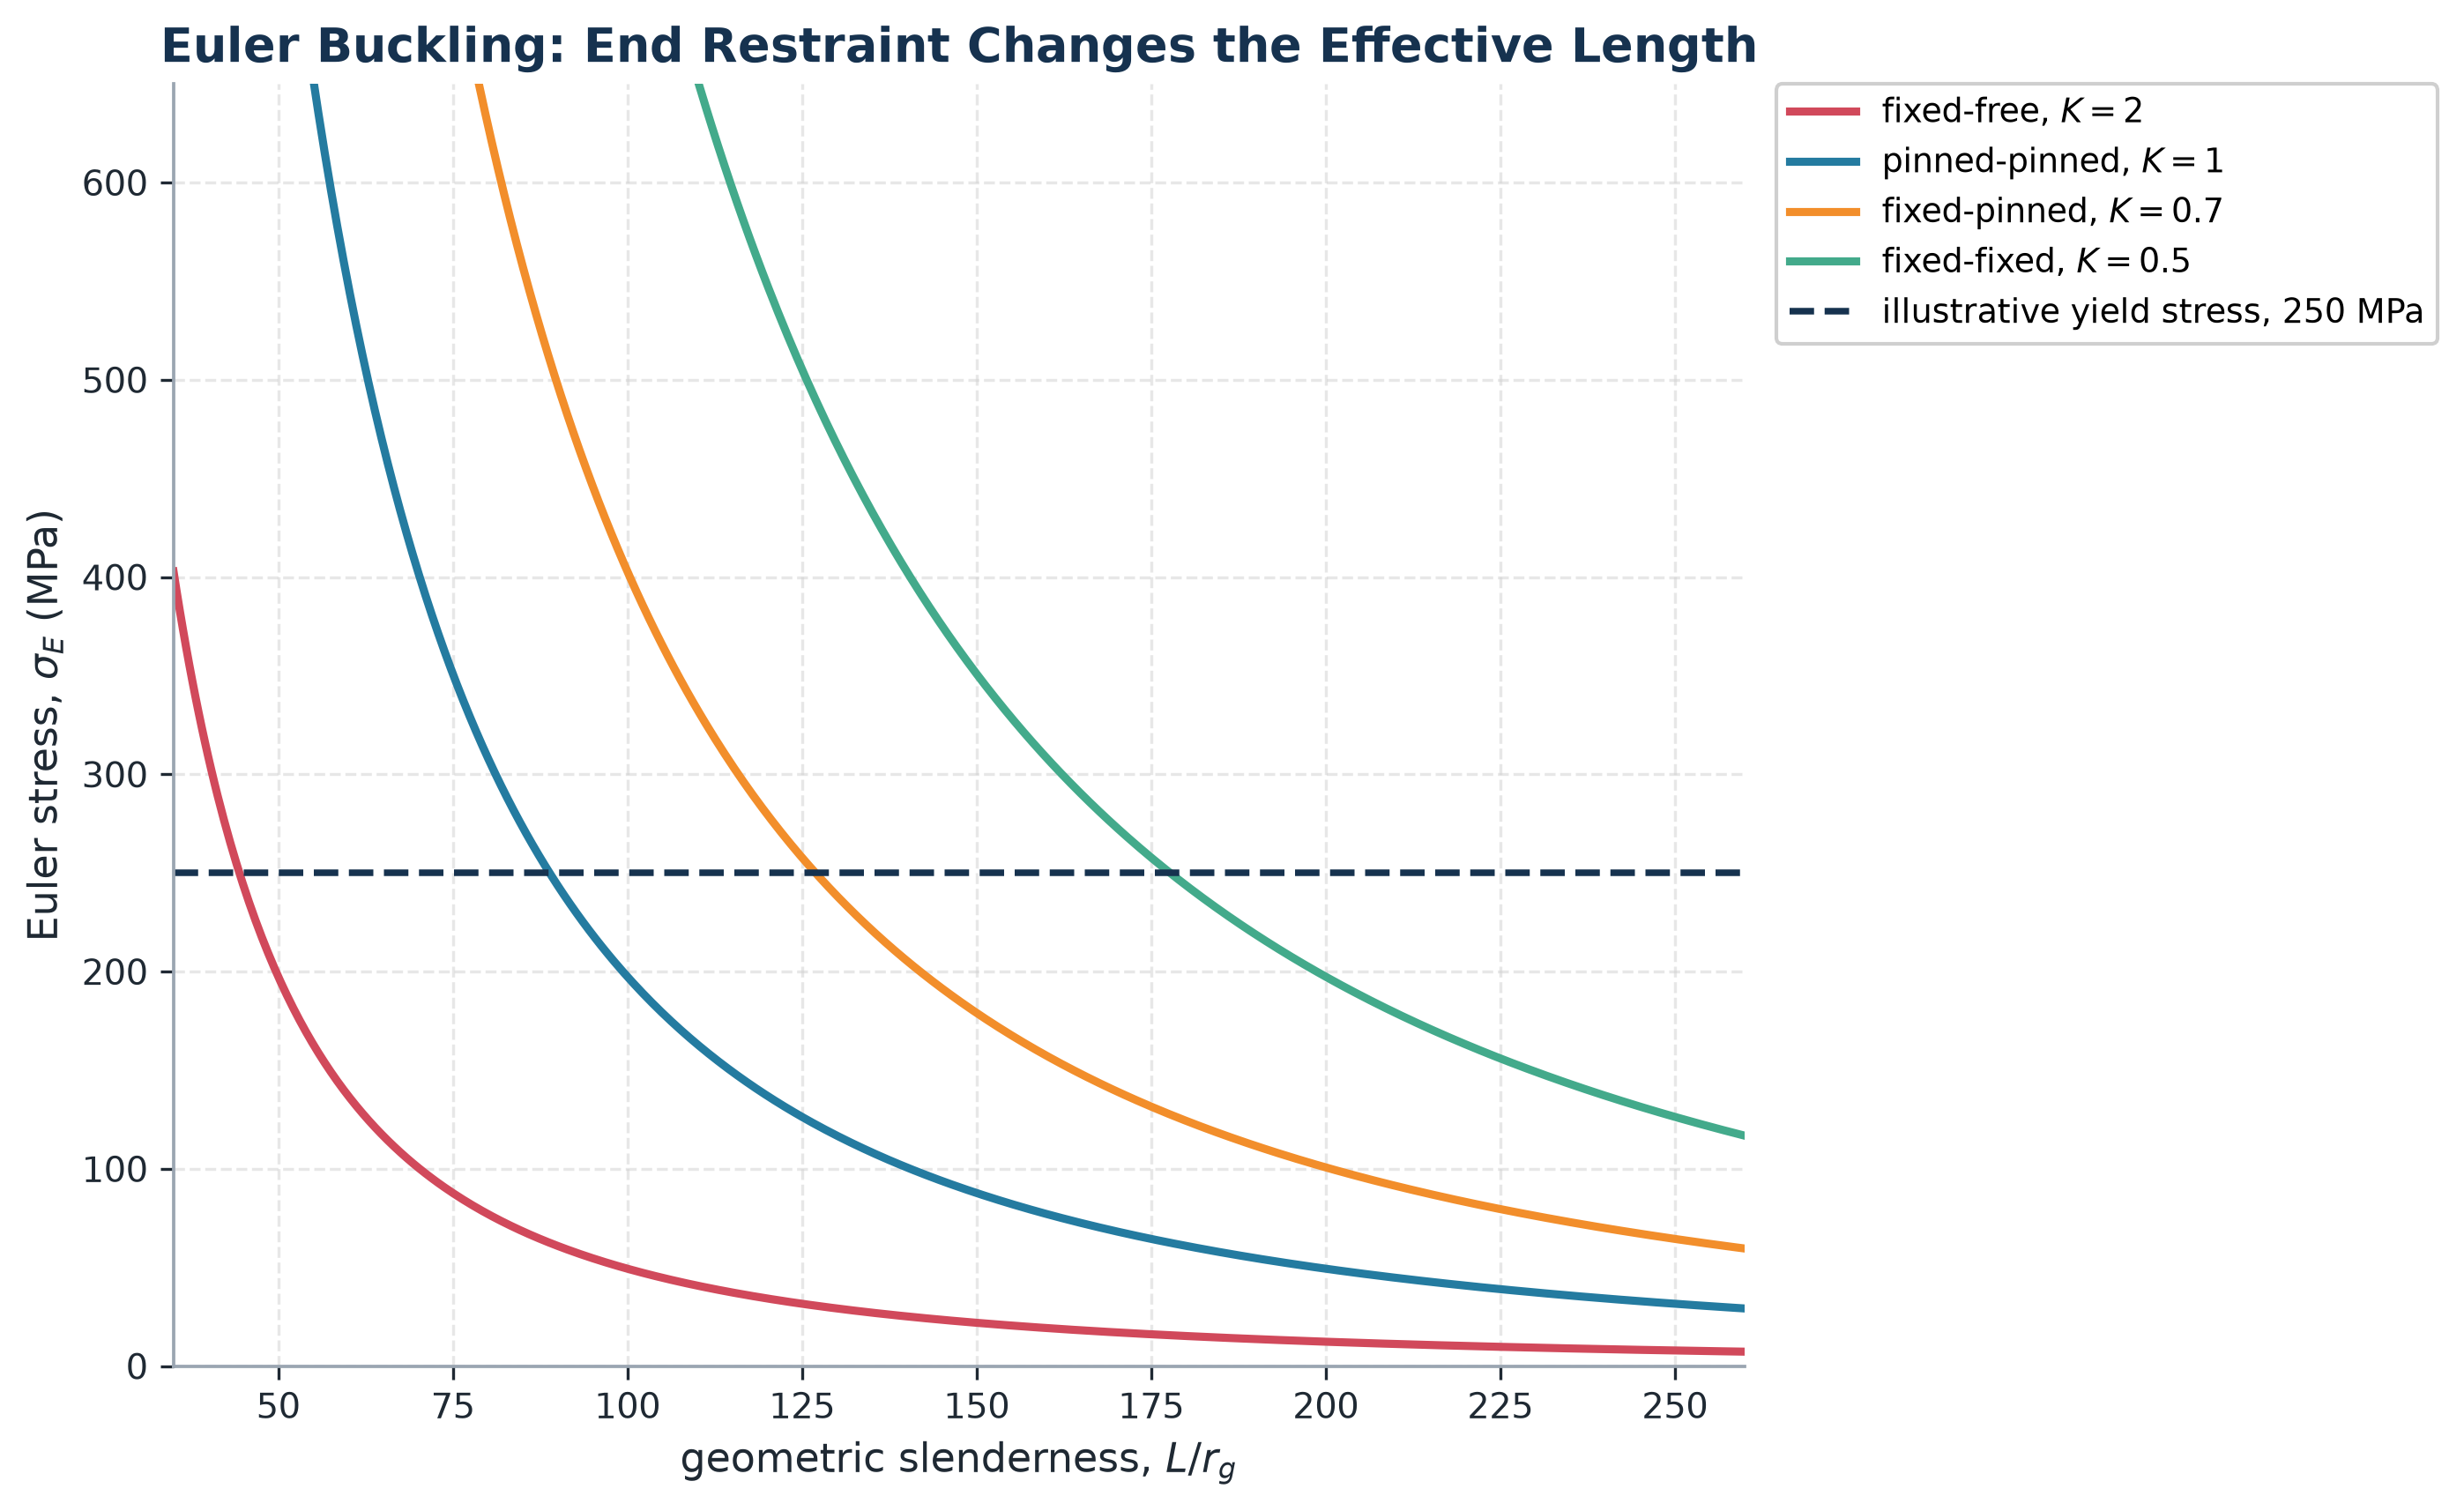 Euler Buckling: End Restraint Changes the Effective Length
fixed-free, K = 2
pinned-pinned, K = 1
fixed-pinned, K = 0.7
fixed-fixed, K = 0.5
illustrative yield stress, 250 MPa
Euler stress, σ_E (MPa)
600
500
400
300
200
100
0
50 75 100 125 150 175 200 225 250
geometric slenderness, L/r_g